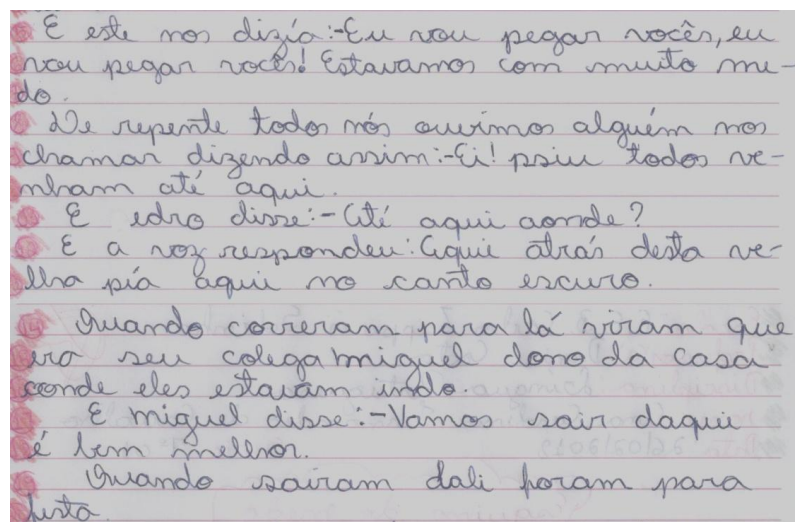 E este nos dizía:-Eu vou pegar vocês, eu
vou pegar vocês! Estavamos com muito me-
do.
De repente todos nós ouvimos alguém nos
chamar dizendo assim:-Ei! psiu todos ve-
nham até aqui.
E edro disse:-Até aqui aonde?
E a voz respondeu: Aqui atrás desta ve-
lha pía aqui no canto escuro.
Quando correram para lá viram que
era seu colega miguel dono da casa
aonde eles estavam indo.
E miguel disse:-Vamos sair daqui
é bem melhor.
Quando saíram dali foram para
festa.